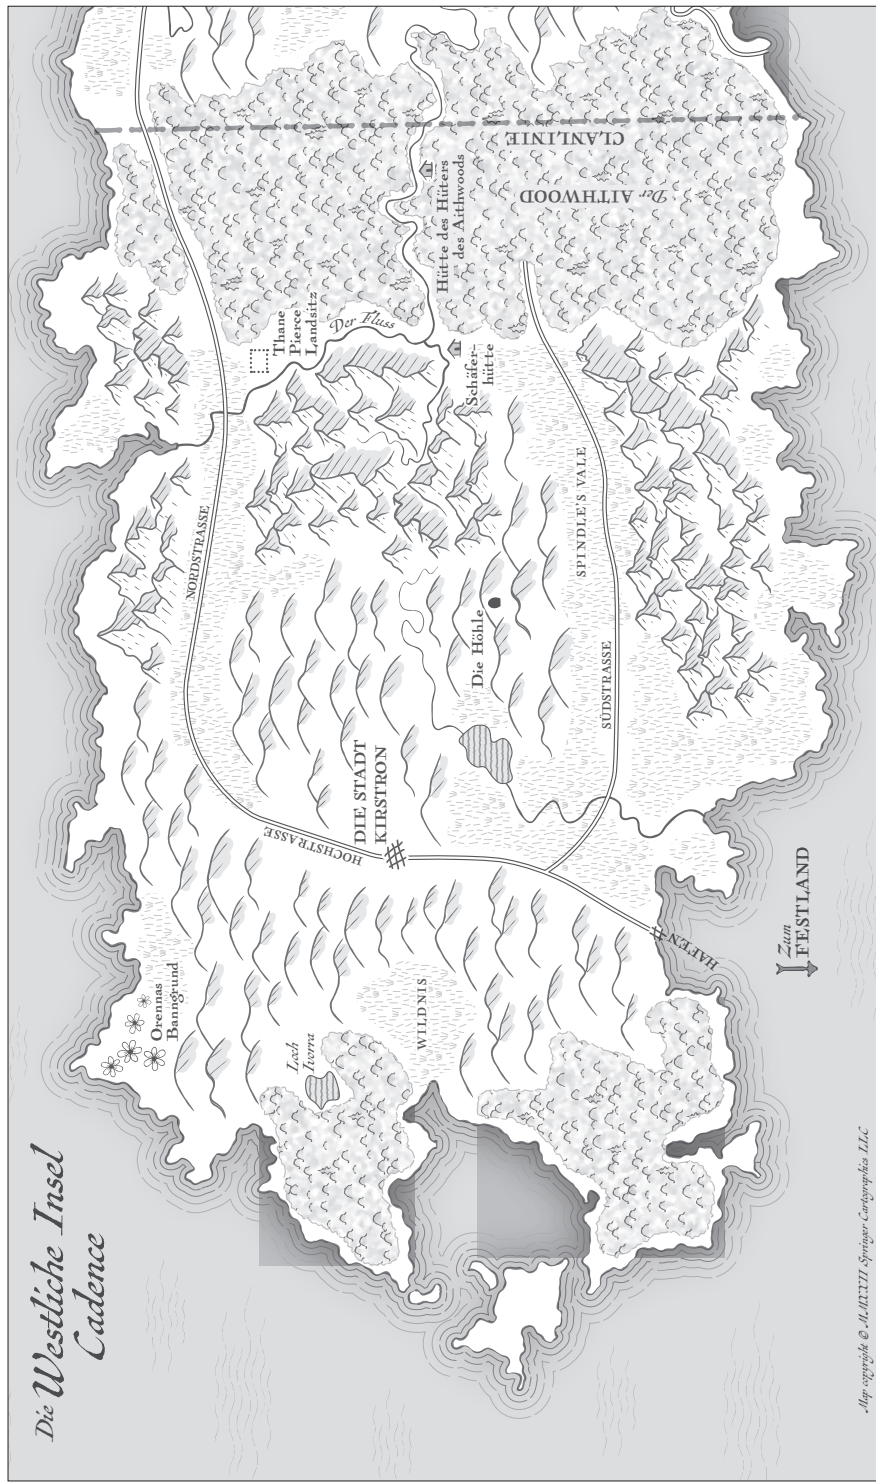 Die Westliche Insel
Cadence
Orennas
Banngrund
Loch
Ivorra
WILDNIS
HOCHSTRASSE
DIE STADT
KIRSTRON
HAFEN
Zum
FESTLAND
NORDSTRASSE
Die Höhle
SÜDSTRASSE
SPINDLE'S VALE
Thane
Pierce
Landsitz
Der Fluss
Schäfer-
hütte
Hütte des Hüters
des Aithwoods
Der AITHWOOD
CLANLINIE
Map copyright © MMXXII Springer Cartographics LLC